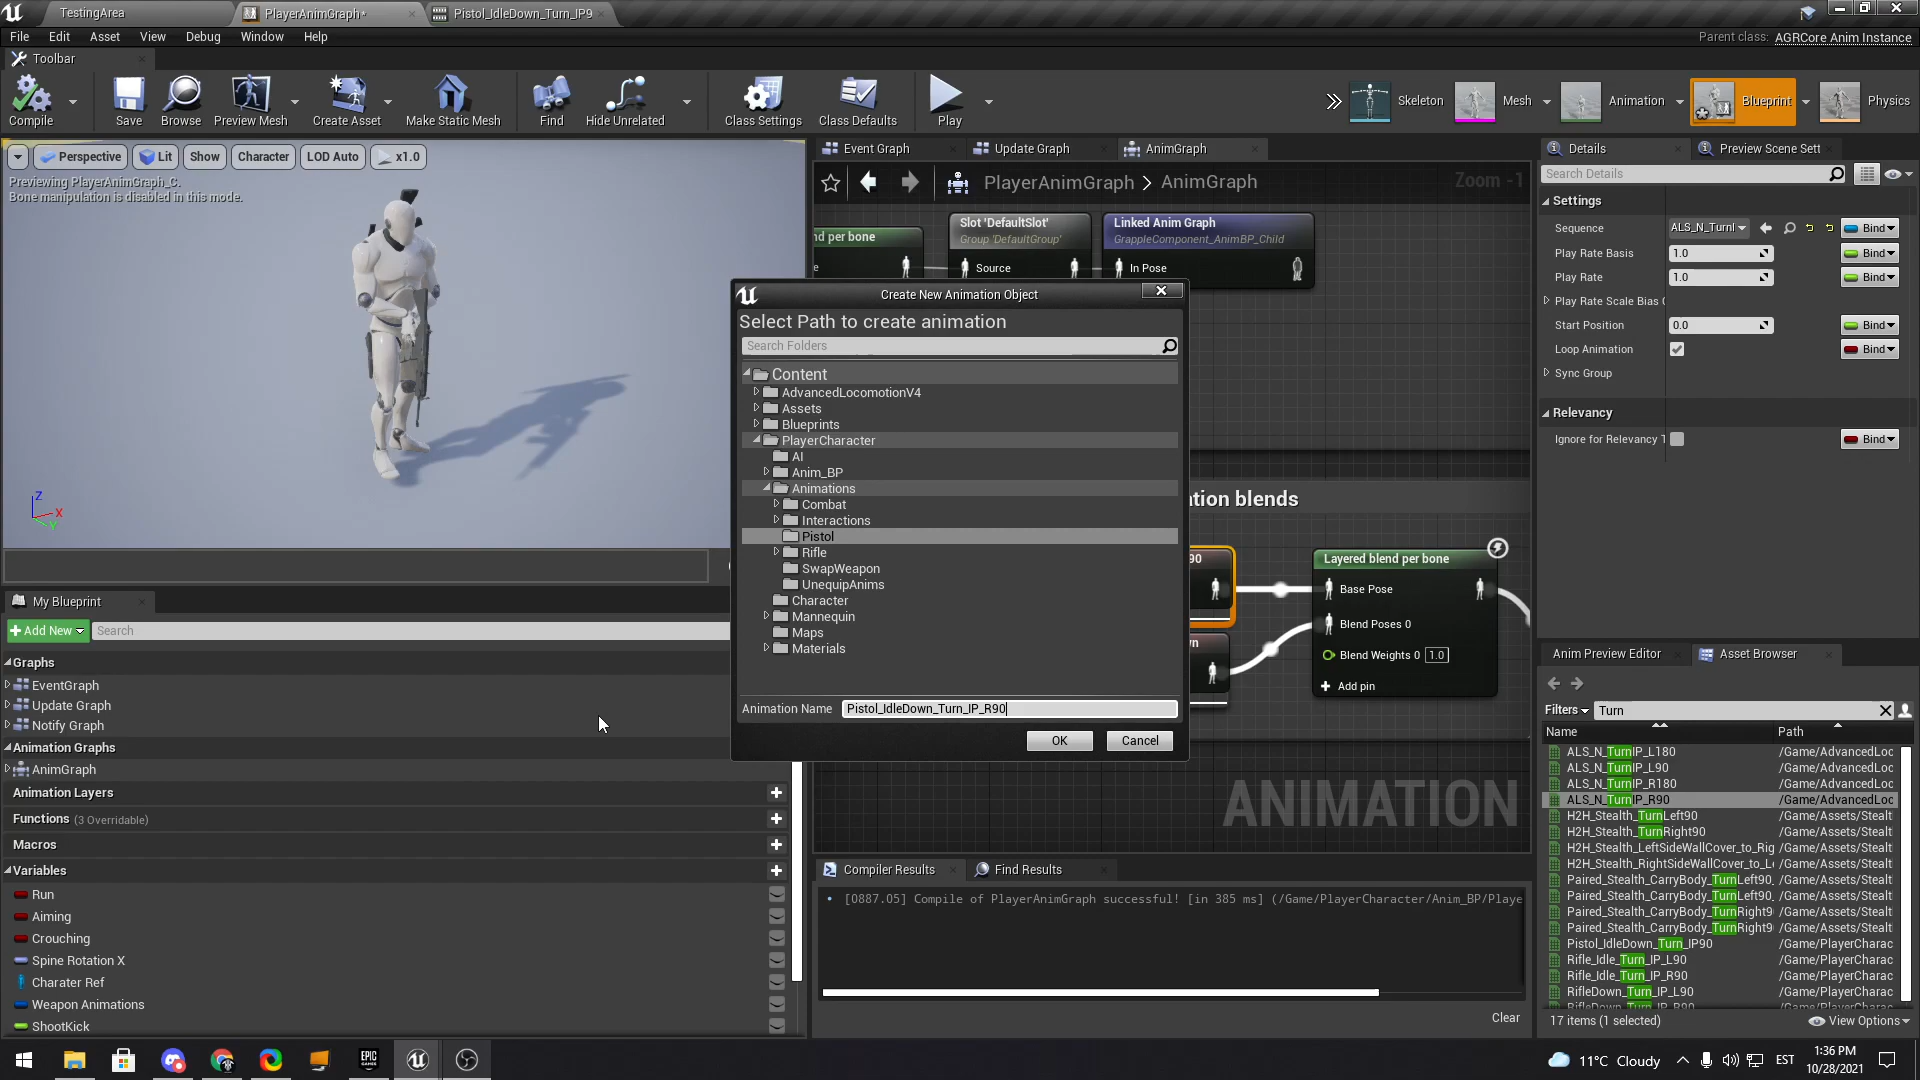 TestingArea
PlayerAnimGraph*
Pistol_IdleDown_Turn_IP9
File Edit Asset View Debug Window Help
Parent class: AGRCore Anim Instance
Toolbar
Compile
Save
Browse
Preview Mesh
Create Asset
Make Static Mesh
Find
Hide Unrelated
Class Settings
Class Defaults
Play
Skeleton
Mesh
Animation
Blueprint
Physics
Perspective
Lit
Show
Character
LOD Auto
x1.0
Previewing PlayerAnimGraph_C.
Bone manipulation is disabled in this mode.
Z
X
Y
Event Graph
Update Graph
AnimGraph
PlayerAnimGraph > AnimGraph
Zoom -1
nd per bone
Slot 'DefaultSlot'
Group 'DefaultGroup'
Source
Linked Anim Graph
GrappleComponent_AnimBP_Child
In Pose
Create New Animation Object
Select Path to create animation
Search Folders
Content
AdvancedLocomotionV4
Assets
Blueprints
PlayerCharacter
AI
Anim_BP
Animations
Combat
Interactions
Pistol
Rifle
SwapWeapon
UnequipAnims
Character
Mannequin
Maps
Materials
Animation Name
Pistol_IdleDown_Turn_IP_R90
OK
Cancel
tion blends
90
wn
Layered blend per bone
Base Pose
Blend Poses 0
Blend Weights 0 1.0
Add pin
ANIMATION
My Blueprint
Add New
Search
Graphs
EventGraph
Update Graph
Notify Graph
Animation Graphs
AnimGraph
Animation Layers
Functions (3 Overridable)
Macros
Variables
Run
Aiming
Crouching
Spine Rotation X
Charater Ref
Weapon Animations
ShootKick
Compiler Results
Find Results
[0887.05] Compile of PlayerAnimGraph successful! [in 385 ms] (/Game/PlayerCharacter/Anim_BP/Playe
Clear
Details
Preview Scene Sett
Search Details
Settings
Sequence ALS_N_TurnI Bind
Play Rate Basis 1.0 Bind
Play Rate 1.0 Bind
Play Rate Scale Bias C
Start Position 0.0 Bind
Loop Animation Bind
Sync Group
Relevancy
Ignore for Relevancy T Bind
Anim Preview Editor
Asset Browser
Filters Turn
Name Path
ALS_N_TurnIP_L180 /Game/AdvancedLoc
ALS_N_TurnIP_L90 /Game/AdvancedLoc
ALS_N_TurnIP_R180 /Game/AdvancedLoc
ALS_N_TurnIP_R90 /Game/AdvancedLoc
H2H_Stealth_TurnLeft90 /Game/Assets/Stealt
H2H_Stealth_TurnRight90 /Game/Assets/Stealt
H2H_Stealth_LeftSideWallCover_to_Rig /Game/Assets/Stealt
H2H_Stealth_RightSideWallCover_to_Le /Game/Assets/Stealt
Paired_Stealth_CarryBody_TurnLeft90_ /Game/Assets/Stealt
Paired_Stealth_CarryBody_TurnLeft90_ /Game/Assets/Stealt
Paired_Stealth_CarryBody_TurnRight9 /Game/Assets/Stealt
Paired_Stealth_CarryBody_TurnRight9 /Game/Assets/Stealt
Pistol_IdleDown_Turn_IP90 /Game/PlayerCharac
Rifle_Idle_Turn_IP_L90 /Game/PlayerCharac
Rifle_Idle_Turn_IP_R90 /Game/PlayerCharac
RifleDown_Turn_IP_L90 /Game/PlayerCharac
RifleDown_Turn_IP_R90 /Game/PlayerCharac
17 items (1 selected)
View Options
EPIC GAMES
11°C Cloudy
EST
1:36 PM
10/28/2021